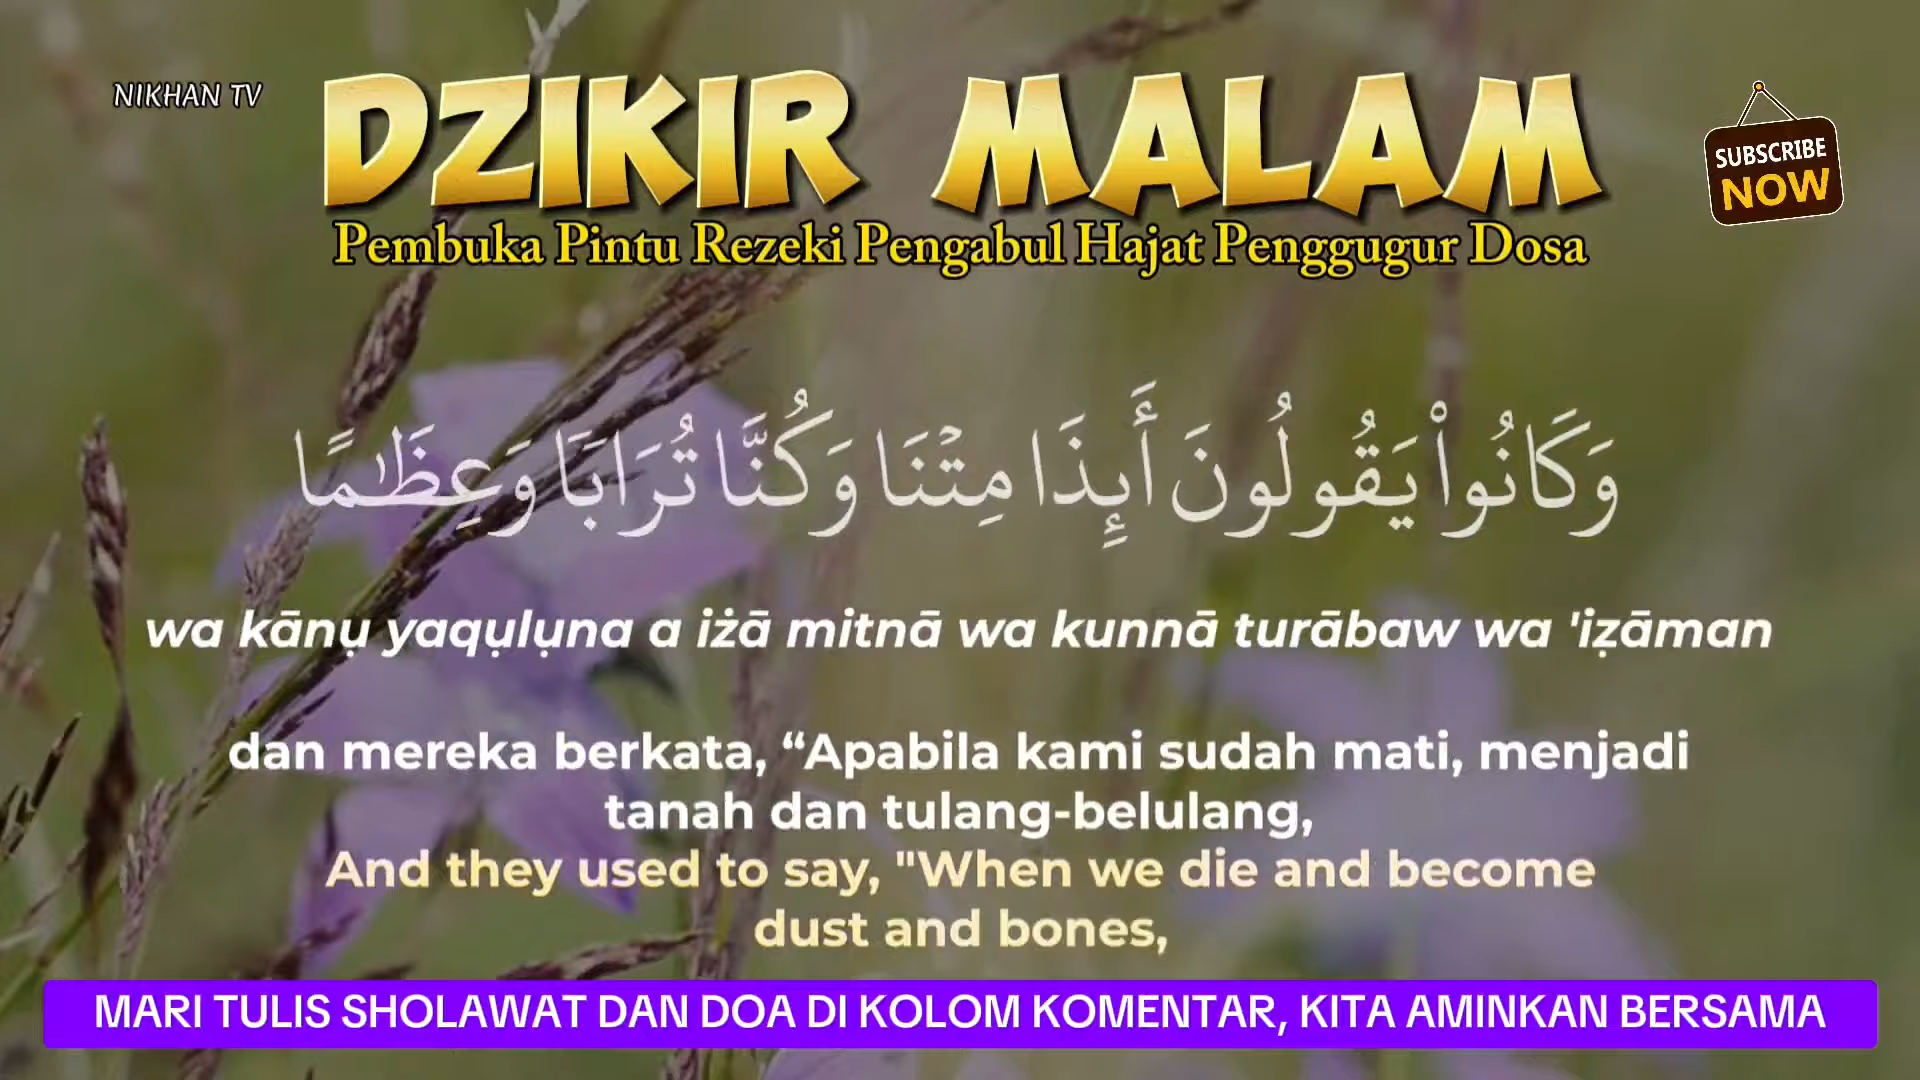 NIKHAN TV
DZIKIR MALAM
SUBSCRIBE
NOW
Pembuka Pintu Rezeki Pengabul Hajat Penggugur Dosa
وَكَانُوا۟ يَقُولُونَ أَئِذَا مِتْنَا وَكُنَّا تُرَابًا وَعِظَـٰمًا
wa kānụ yaqụlụna a iżā mitnā wa kunnā turābaw wa 'iẓāman
dan mereka berkata, “Apabila kami sudah mati, menjadi
tanah dan tulang-belulang,
And they used to say, "When we die and become
dust and bones,
MARI TULIS SHOLAWAT DAN DOA DI KOLOM KOMENTAR, KITA AMINKAN BERSAMA